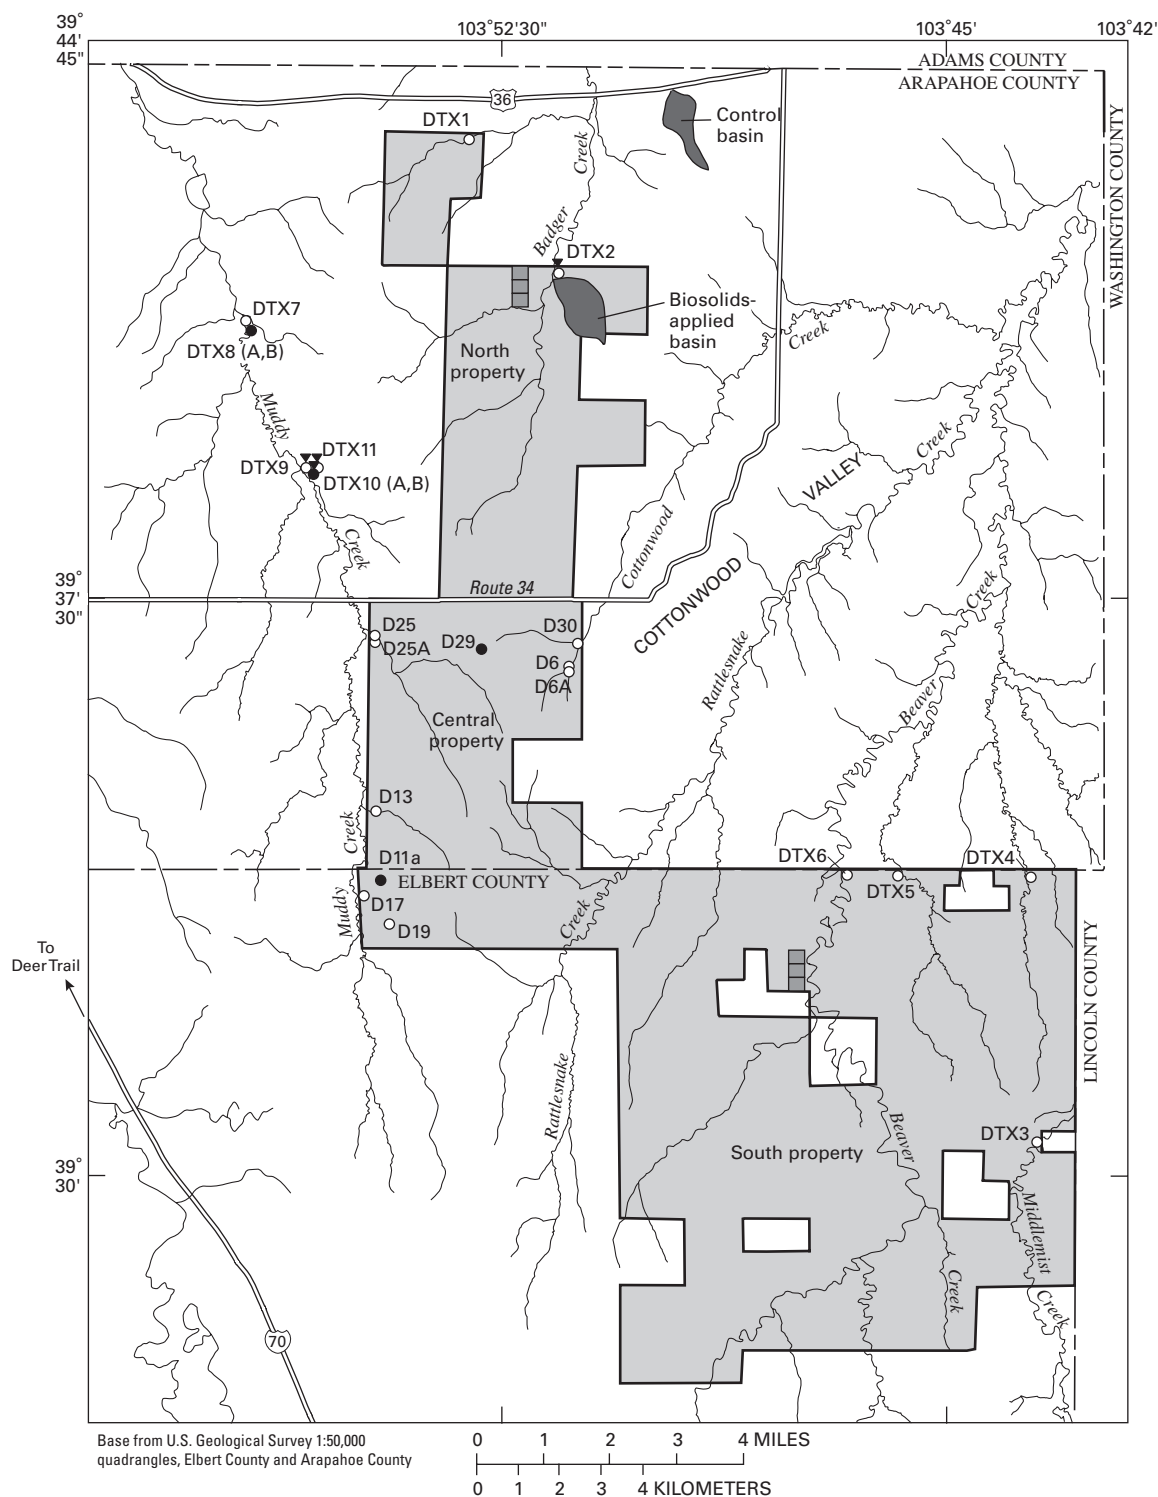 39°
44'
45"
103°52'30"
103°45'
103°42'
ADAMS COUNTY
ARAPAHOE COUNTY
36
DTX1
Control
basin
Creek
WASHINGTON COUNTY
Badger
DTX2
DTX7
Biosolids-
applied
basin
DTX8 (A,B)
North
property
Creek
Muddy
Creek
DTX11
DTX9
DTX10 (A,B)
VALLEY
Creek
Cottonwood
39°
37'
30"
Route 34
COTTONWOOD
Creek
D25
D25A
D29
D30
D6
D6A
Rattlesnake
Beaver
Central
property
D13
Creek
D11a
DTX6
DTX4
ELBERT COUNTY
DTX5
D17
Muddy
D19
Creek
To
Deer Trail
LINCOLN COUNTY
Rattlesnake
Beaver
DTX3
South property
39°
30'
Middlemist
Creek
Creek
70
Base from U.S. Geological Survey 1:50,000
quadrangles, Elbert County and Arapahoe County
0 1 2 3 4 MILES
0 1 2 3 4 KILOMETERS